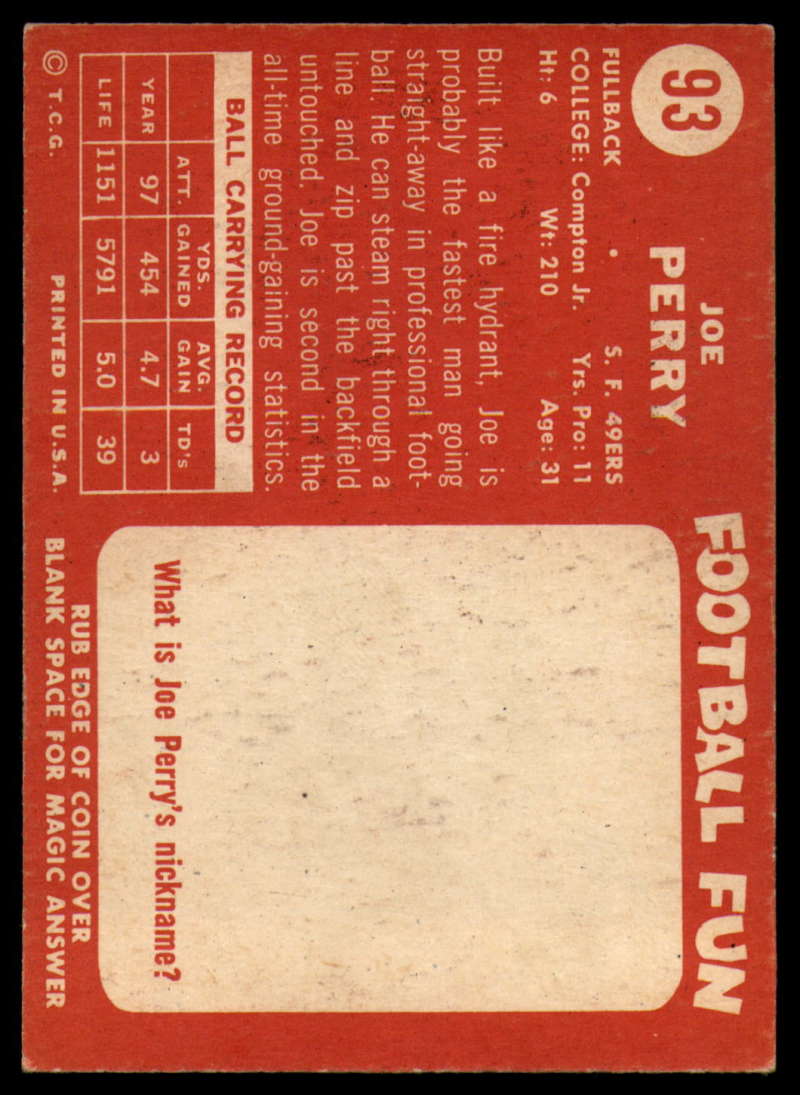 93
JOE
PERRY
FULLBACK • S. F. 49ERS
COLLEGE: Compton Jr. Yrs. Pro: 11
Ht: 6 Wt: 210 Age: 31
Built like a fire hydrant, Joe is
probably the fastest man going
straight-away in professional foot-
ball. He can steam right through a
line and zip past the backfield
untouched. Joe is second in the
all-time ground-gaining statistics.
BALL CARRYING RECORD
ATT. YDS. GAINED AVG. GAIN TD's
YEAR 97 454 4.7 3
LIFE 1151 5791 5.0 39
© T.C.G. PRINTED IN U.S.A.
FOOTBALL FUN
What is Joe Perry's nickname?
RUB EDGE OF COIN OVER
BLANK SPACE FOR MAGIC ANSWER